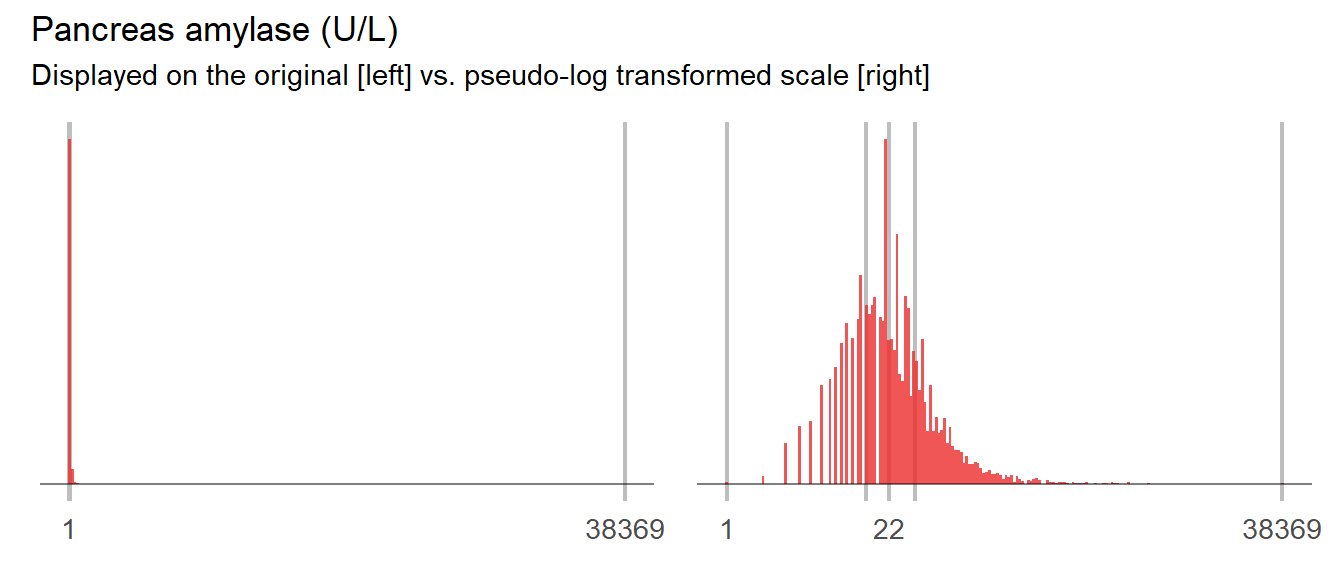 Pancreas amylase (U/L)
Displayed on the original [left] vs. pseudo-log transformed scale [right]
1 38369 1 22 38369